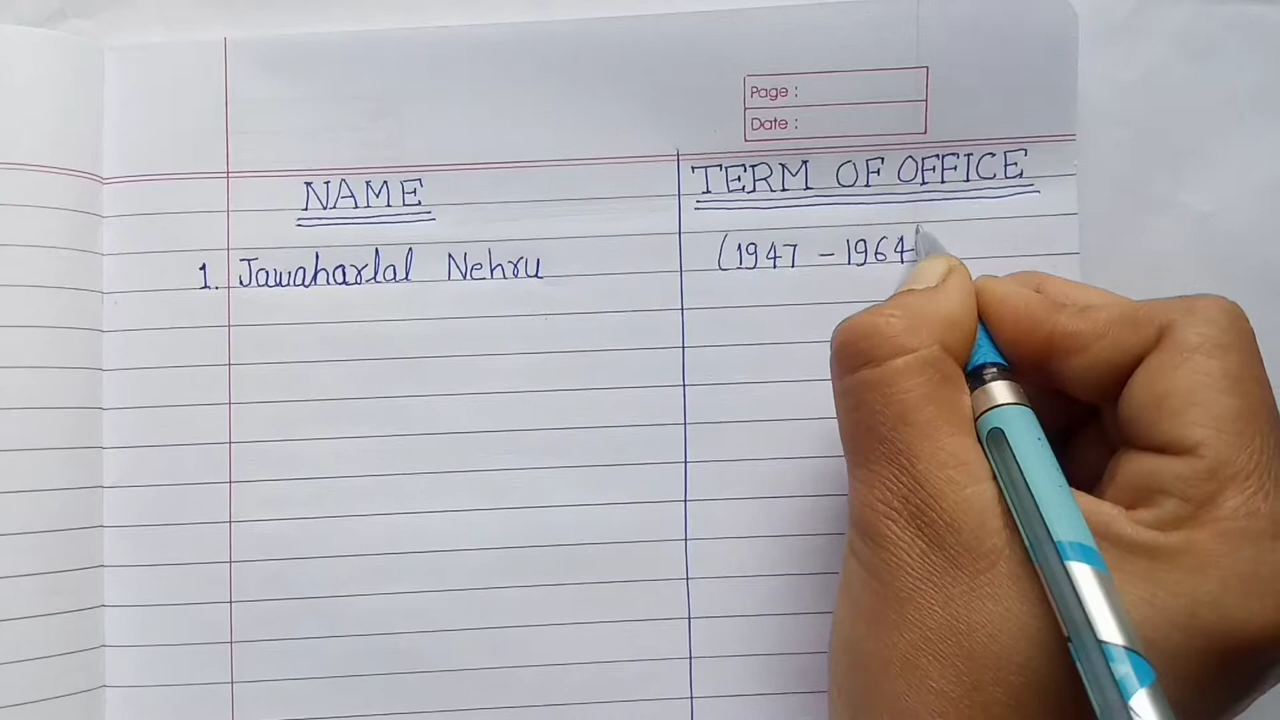 Page :
Date :
NAME TERM OF OFFICE
1. Jawaharlal Nehru (1947 - 1964